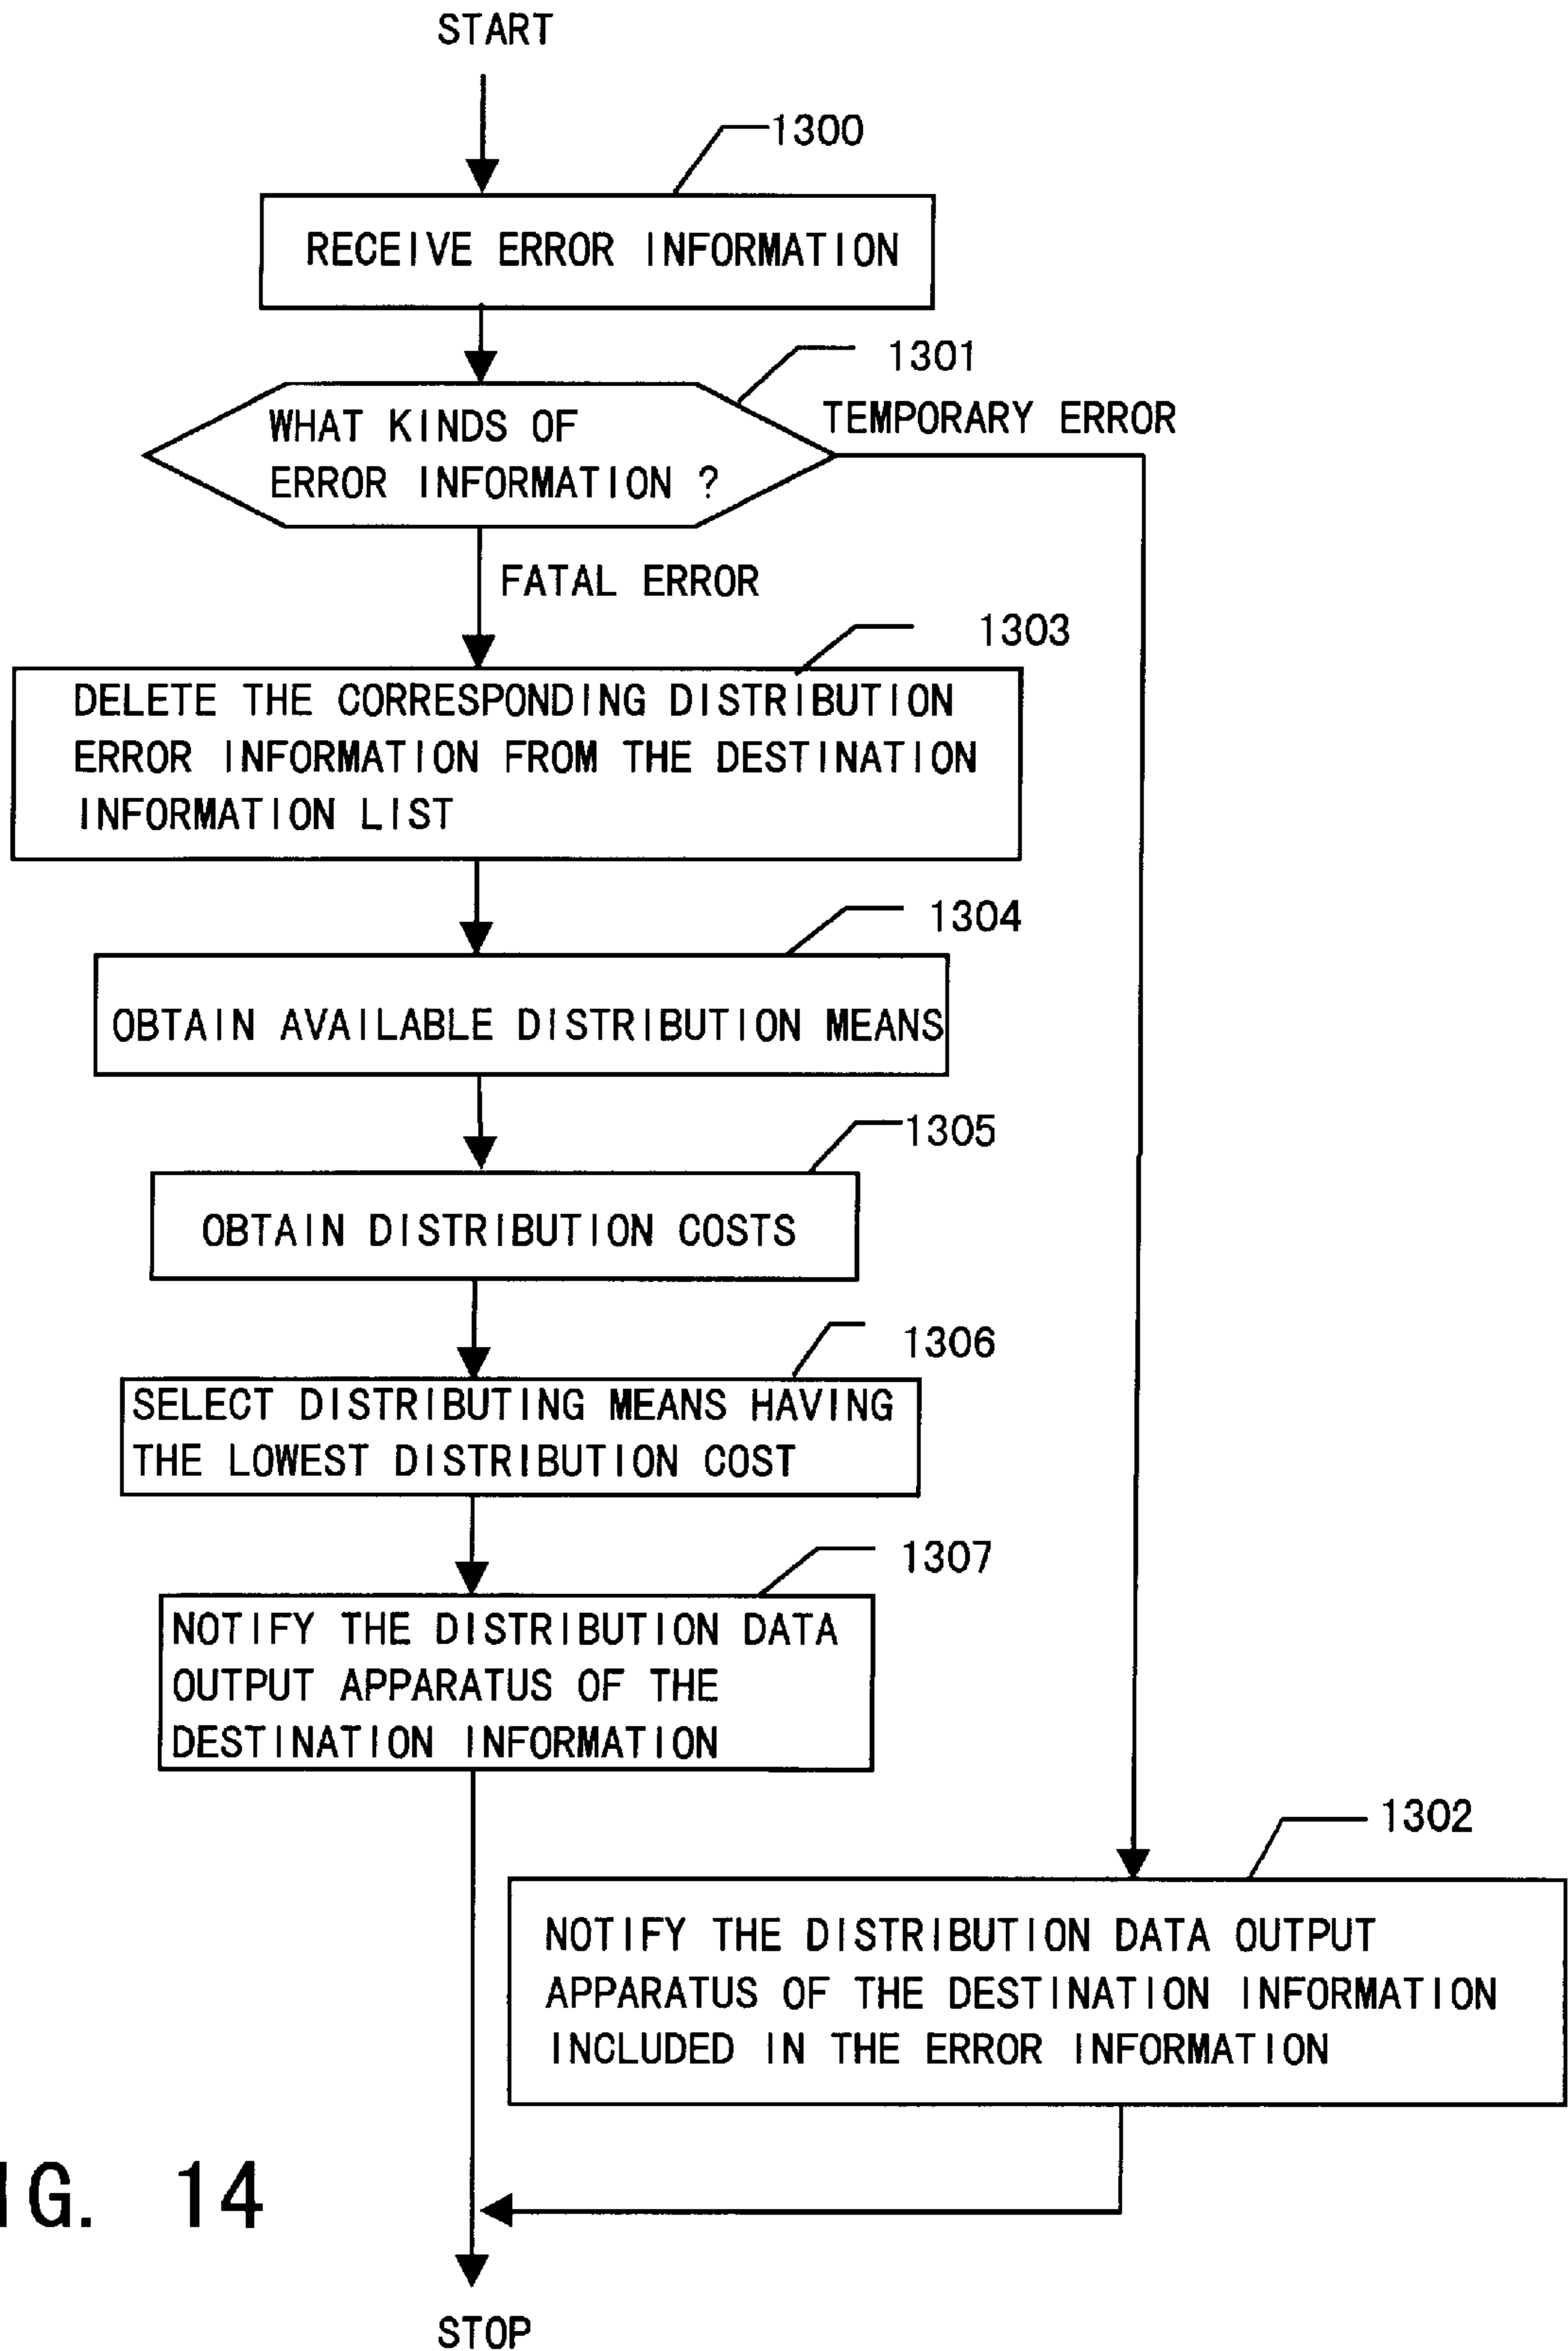 START
1300
RECEIVE ERROR INFORMATION
1301
WHAT KINDS OF
ERROR INFORMATION ?
TEMPORARY ERROR
FATAL ERROR
1303
DELETE THE CORRESPONDING DISTRIBUTION
ERROR INFORMATION FROM THE DESTINATION
INFORMATION LIST
1304
OBTAIN AVAILABLE DISTRIBUTION MEANS
1305
OBTAIN DISTRIBUTION COSTS
1306
SELECT DISTRIBUTING MEANS HAVING
THE LOWEST DISTRIBUTION COST
1307
NOTIFY THE DISTRIBUTION DATA
OUTPUT APPARATUS OF THE
DESTINATION INFORMATION
1302
NOTIFY THE DISTRIBUTION DATA OUTPUT
APPARATUS OF THE DESTINATION INFORMATION
INCLUDED IN THE ERROR INFORMATION
IG. 14
STOP